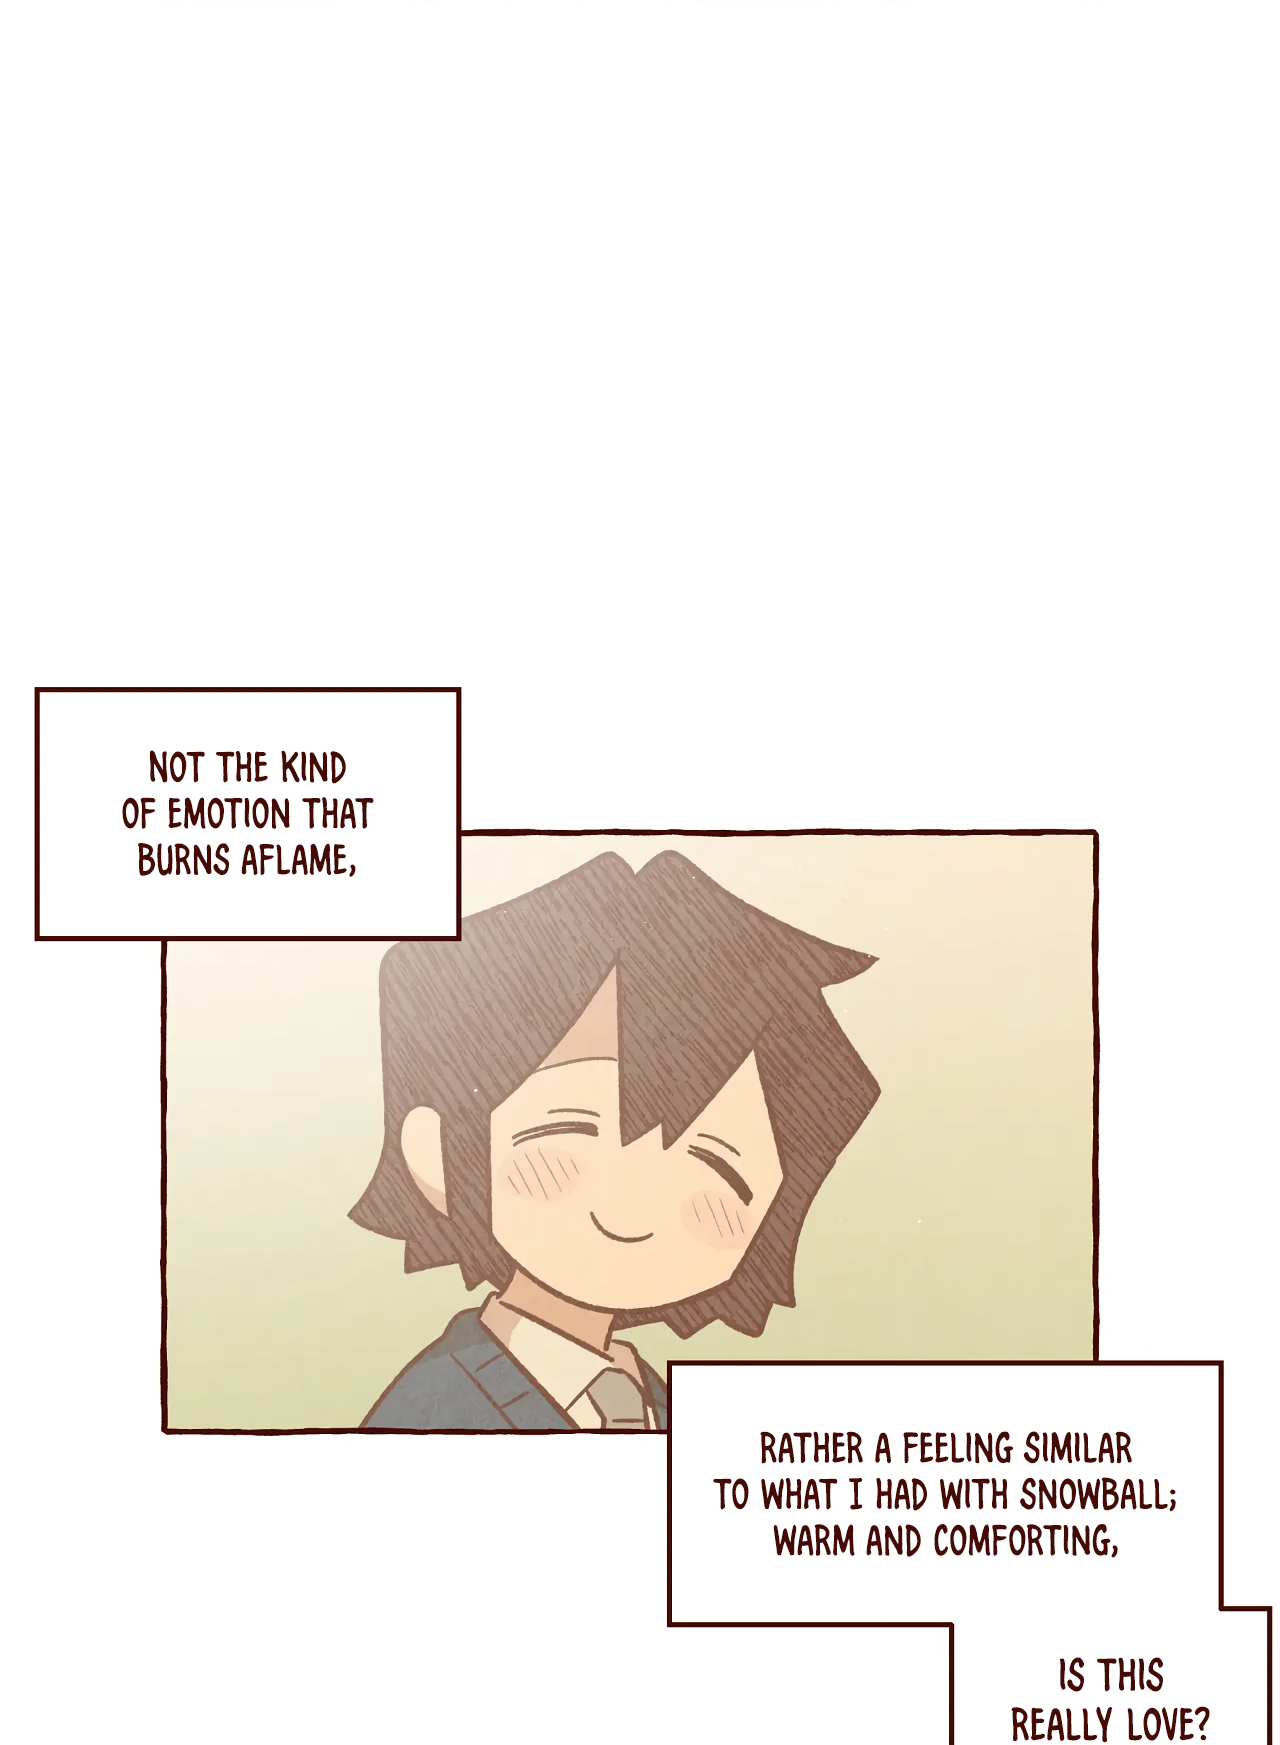 NOT THE KIND
OF EMOTION THAT
BURNS AFLAME,
RATHER A FEELING SIMILAR
TO WHAT I HAD WITH SNOWBALL;
WARM AND COMFORTING,
IS THIS
REALLY LOVE?